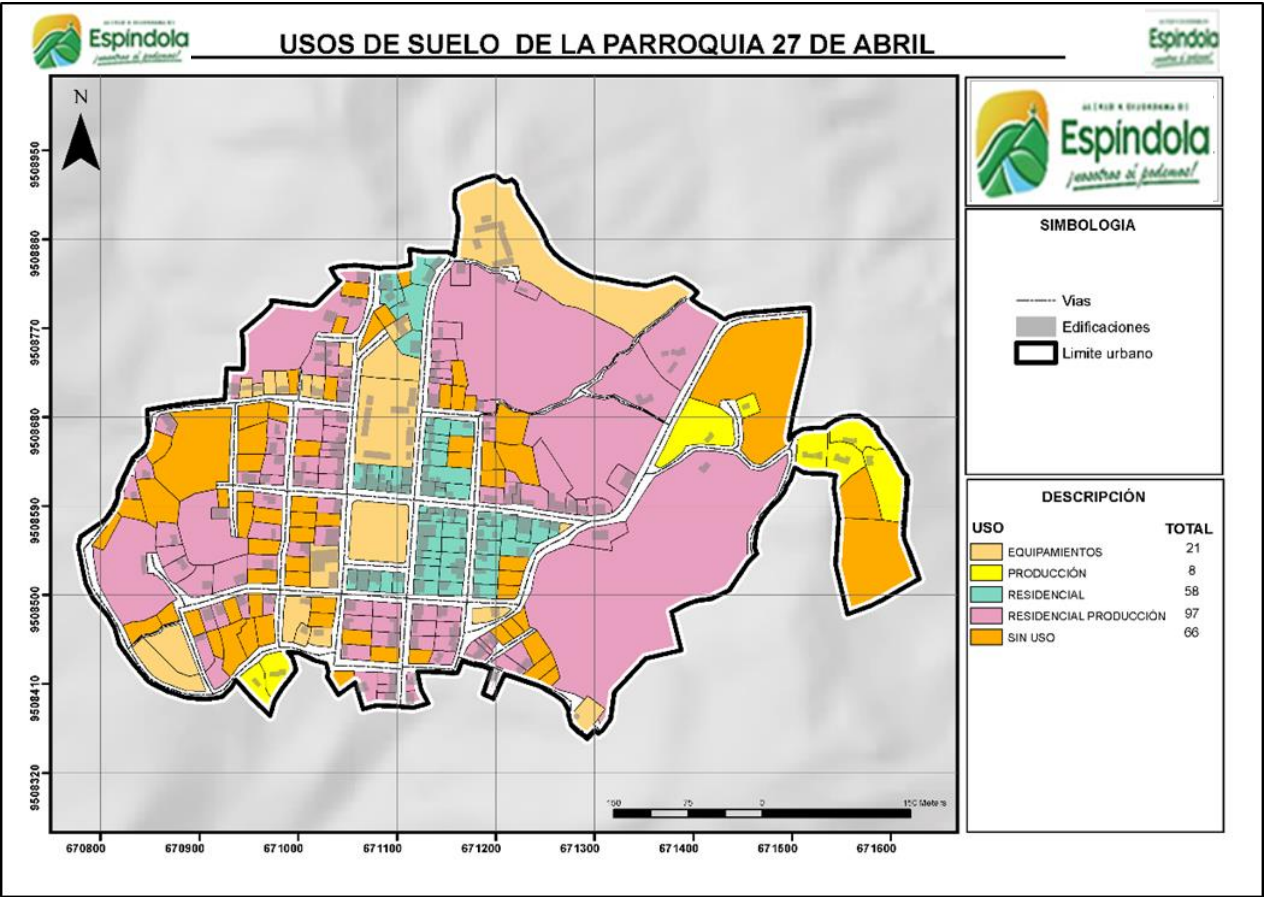 Espíndola
¡nosotros sí podemos!
USOS DE SUELO DE LA PARROQUIA 27 DE ABRIL
Espíndola
N
9508950
9508880
9508770
9508680
9508590
9508500
9508410
9508320
670800 670900 671000 671100 671200 671300 671400 671500 671600
150 75 0 150 Meters
Espíndola
¡nosotros sí podemos!
SIMBOLOGIA
Vias
Edificaciones
Limite urbano
DESCRIPCIÓN
USO TOTAL
EQUIPAMIENTOS 21
PRODUCCIÓN 8
RESIDENCIAL 58
RESIDENCIAL PRODUCCIÓN 97
SIN USO 66